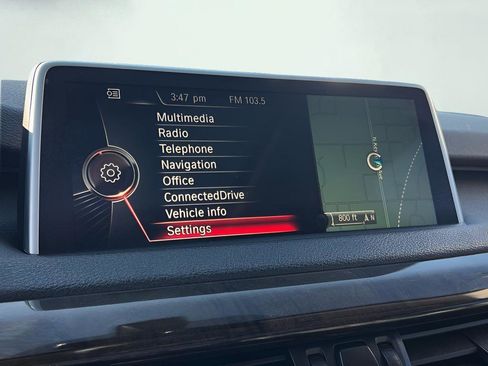 3:47 pm FM 103.5
Multimedia
Radio
Telephone
Navigation
Office
ConnectedDrive
Vehicle info
Settings
800 ft N